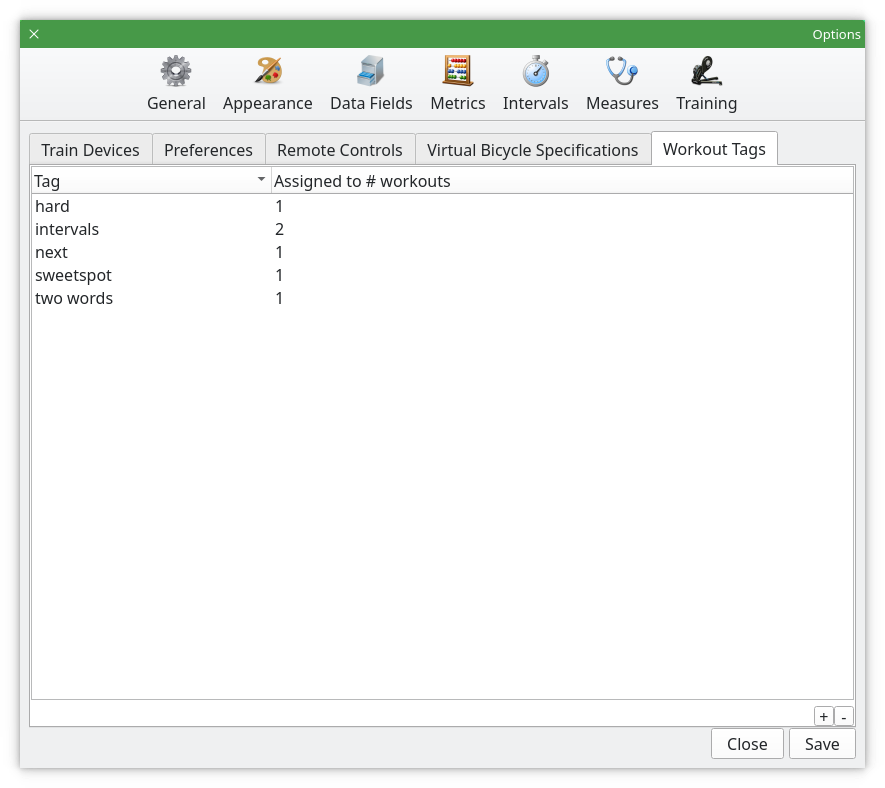 Options
General Appearance Data Fields Metrics Intervals Measures Training
Train Devices Preferences Remote Controls Virtual Bicycle Specifications Workout Tags
Tag Assigned to # workouts
hard 1
intervals 2
next 1
sweetspot 1
two words 1
+ -
Close Save